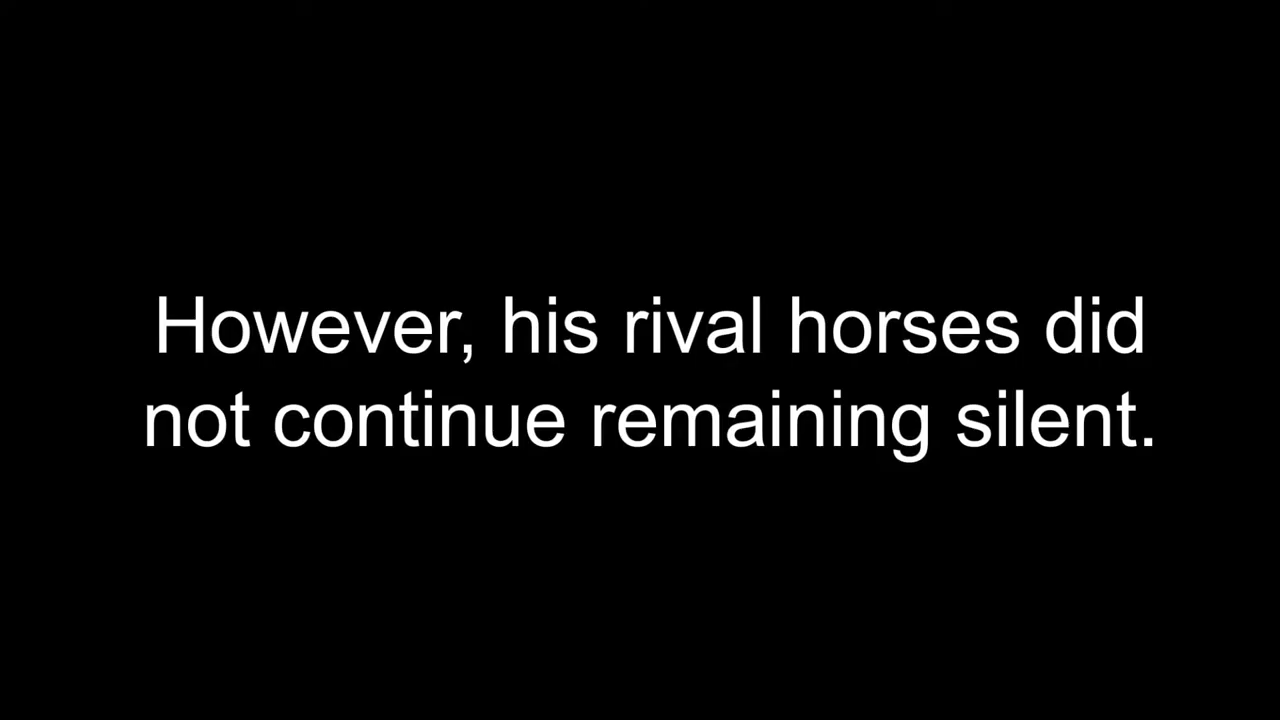 However, his rival horses did
not continue remaining silent.